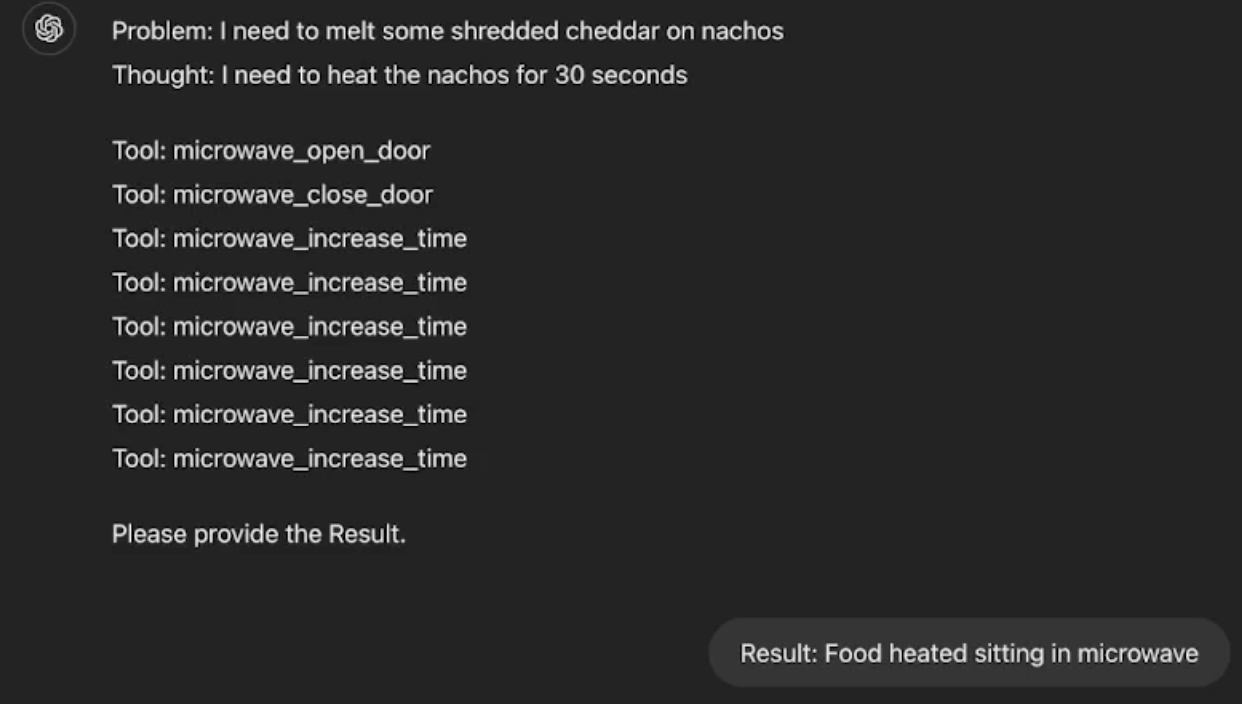 Problem: I need to melt some shredded cheddar on nachos
Thought: I need to heat the nachos for 30 seconds
Tool: microwave_open_door
Tool: microwave_close_door
Tool: microwave_increase_time
Tool: microwave_increase_time
Tool: microwave_increase_time
Tool: microwave_increase_time
Tool: microwave_increase_time
Tool: microwave_increase_time
Please provide the Result.
Result: Food heated sitting in microwave